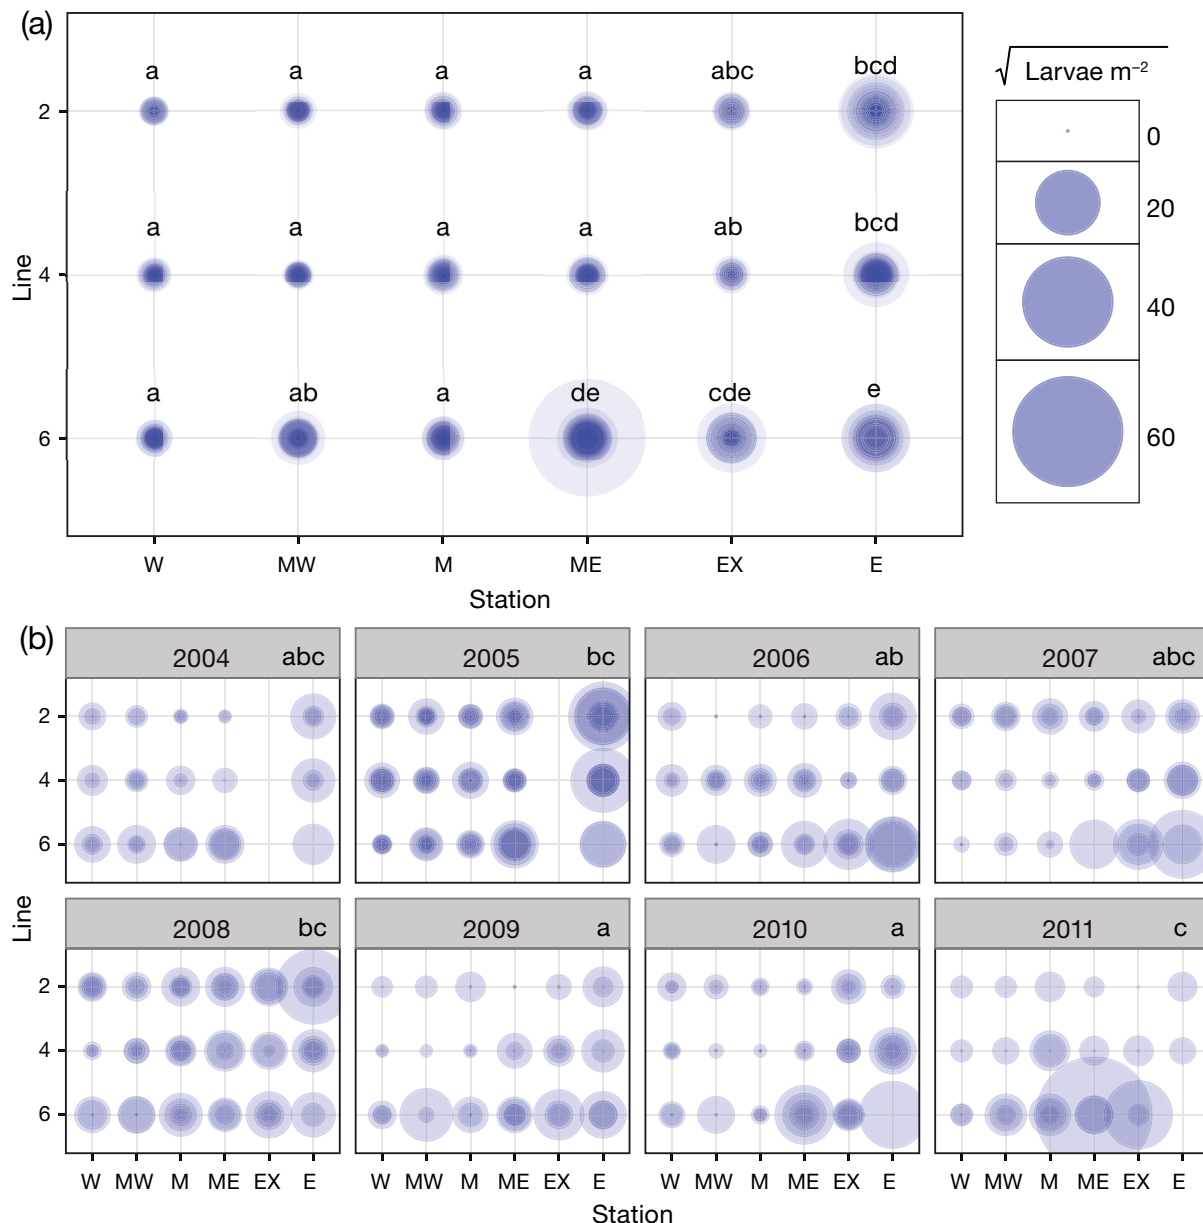 (a)
√Larvae m⁻²
0
20
40
60
a a a a abc bcd
2
a a a a ab bcd
4
a ab a de cde e
6
Line
W MW M ME EX E
Station
(b)
2004 abc 2005 bc 2006 ab 2007 abc
2
4
6
2008 bc 2009 a 2010 a 2011 c
2
4
6
Line
W MW M ME EX E W MW M ME EX E W MW M ME EX E W MW M ME EX E
Station